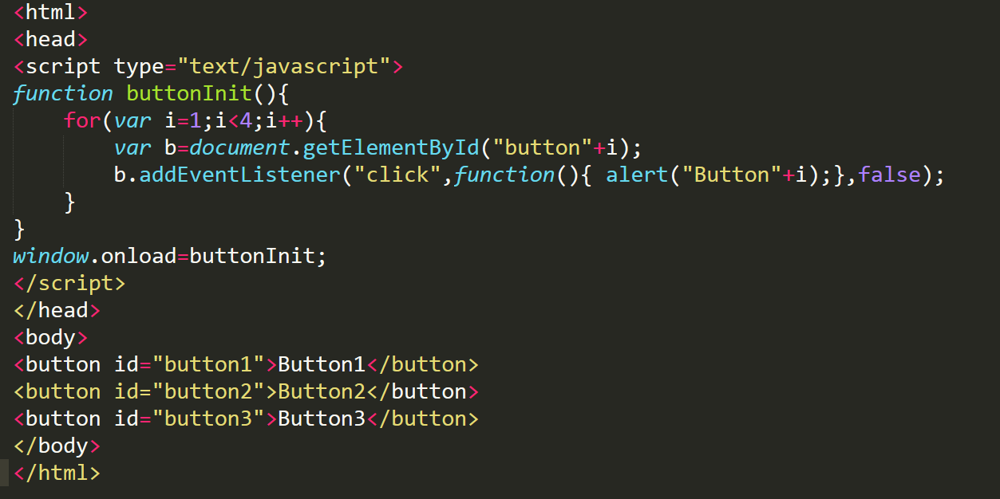 <html>
<head>
<script type="text/javascript">
function buttonInit(){
    for(var i=1;i<4;i++){
        var b=document.getElementById("button"+i);
        b.addEventListener("click",function(){ alert("Button"+i);},false);
    }
}
window.onload=buttonInit;
</script>
</head>
<body>
<button id="button1">Button1</button>
<button id="button2">Button2</button>
<button id="button3">Button3</button>
</body>
</html>